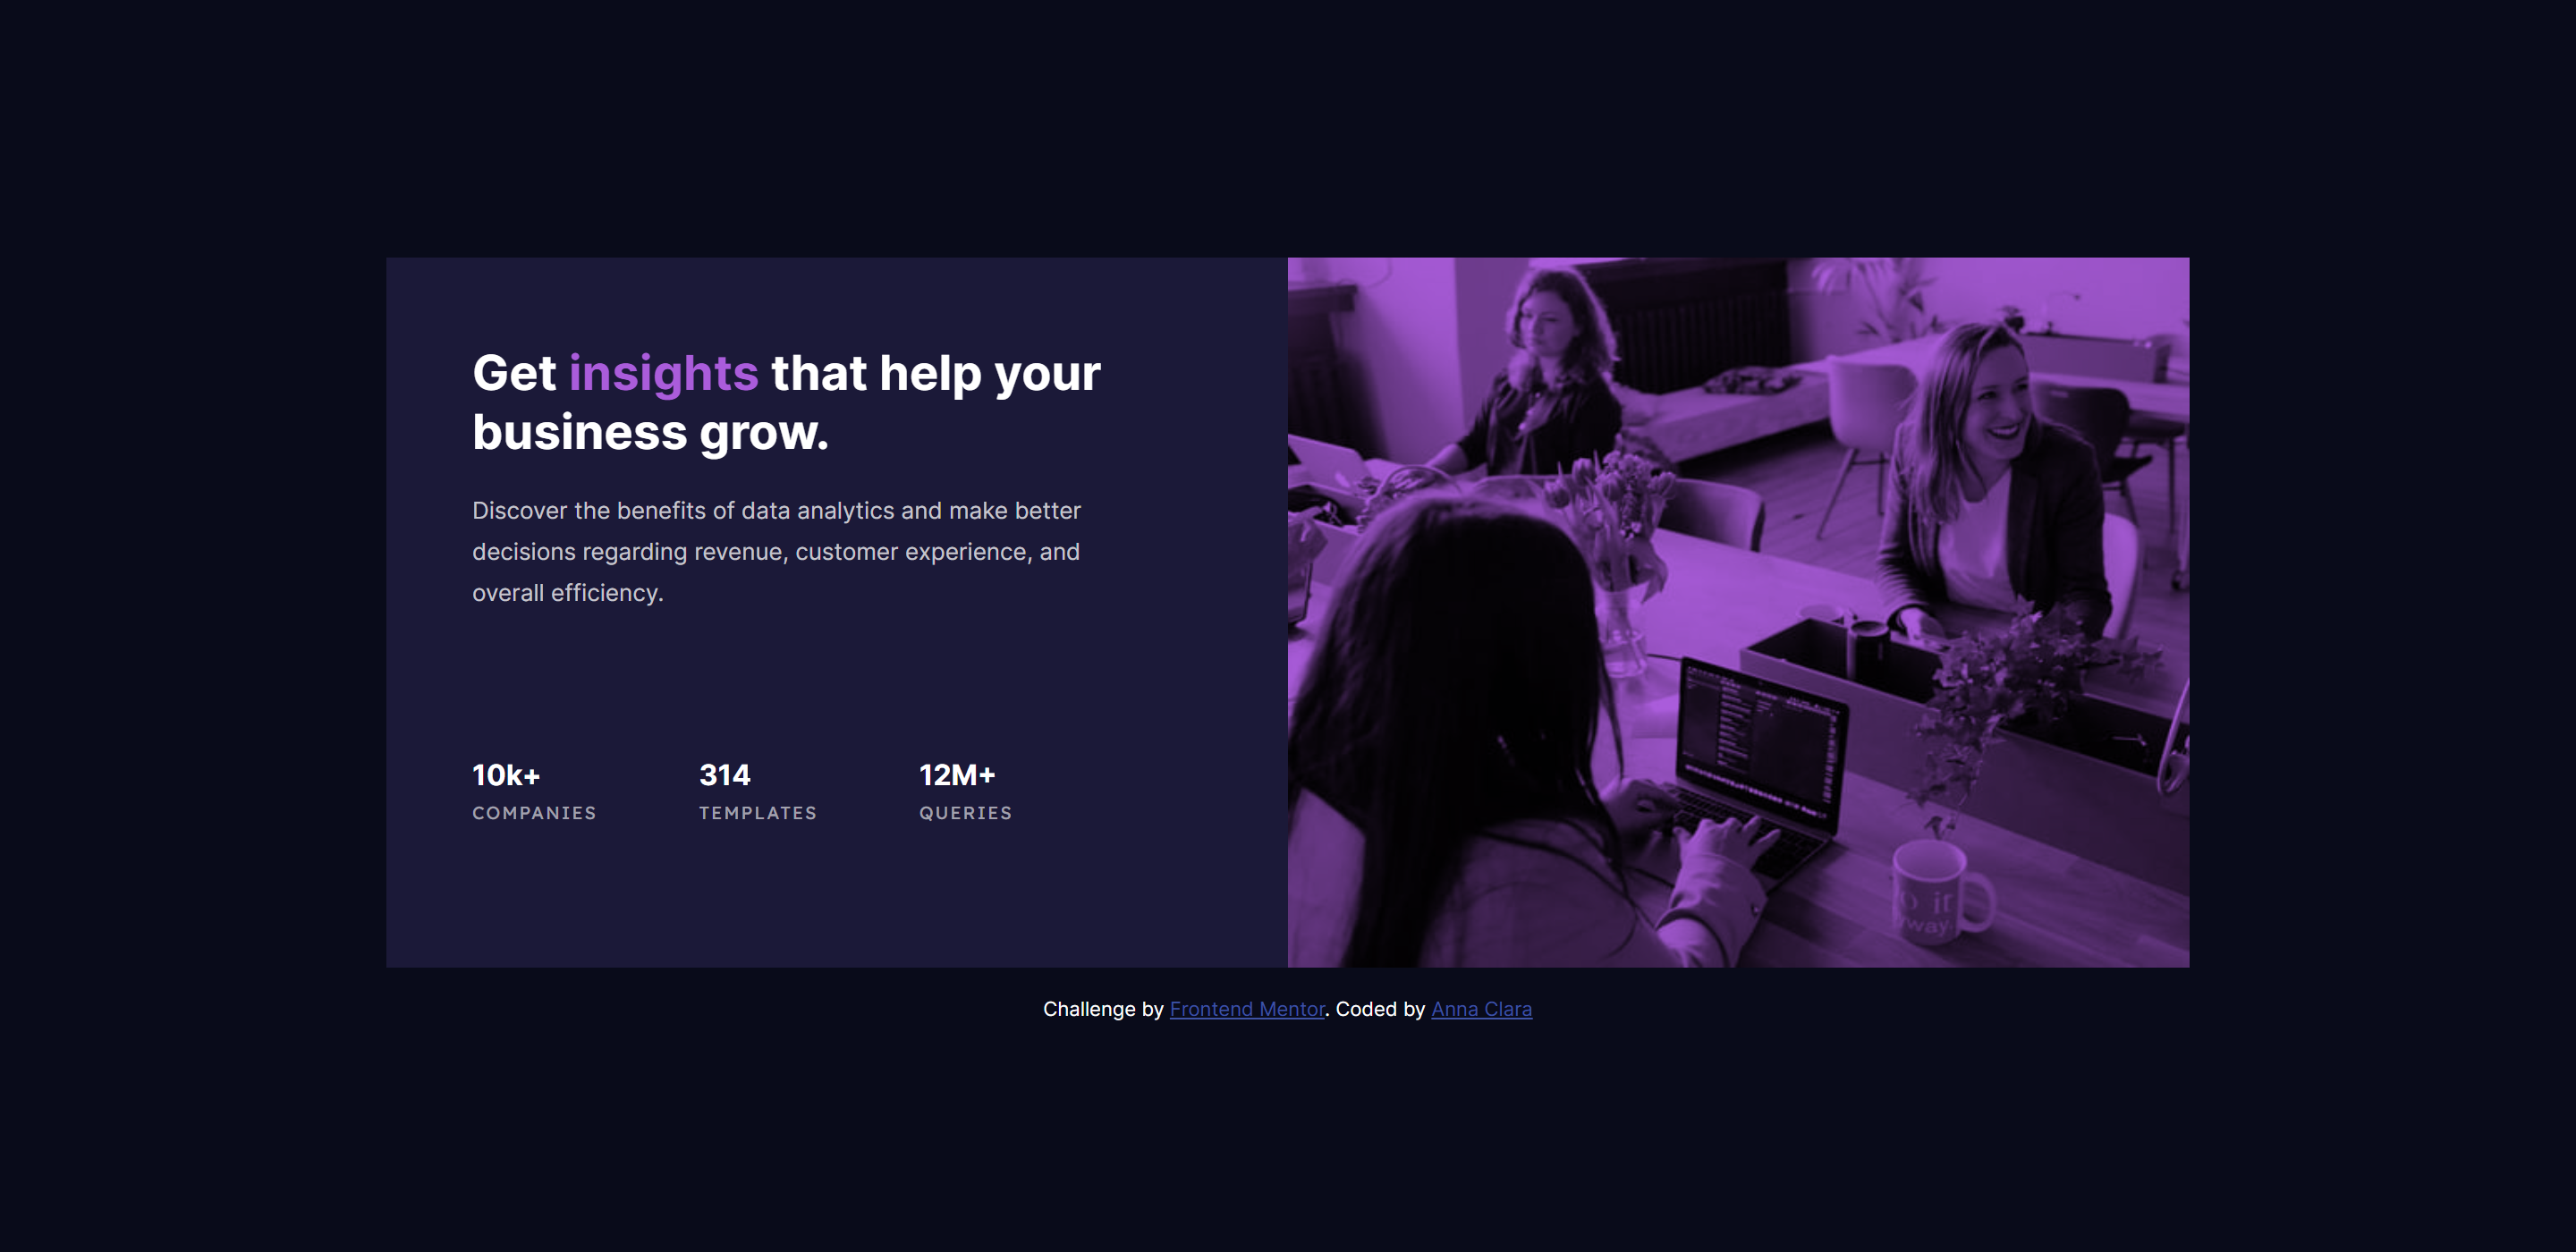 Get insights that help your
business grow.
Discover the benefits of data analytics and make better
decisions regarding revenue, customer experience, and
overall efficiency.
10k+ 314 12M+
COMPANIES TEMPLATES QUERIES
way
Challenge by Frontend Mentor. Coded by Anna Clara